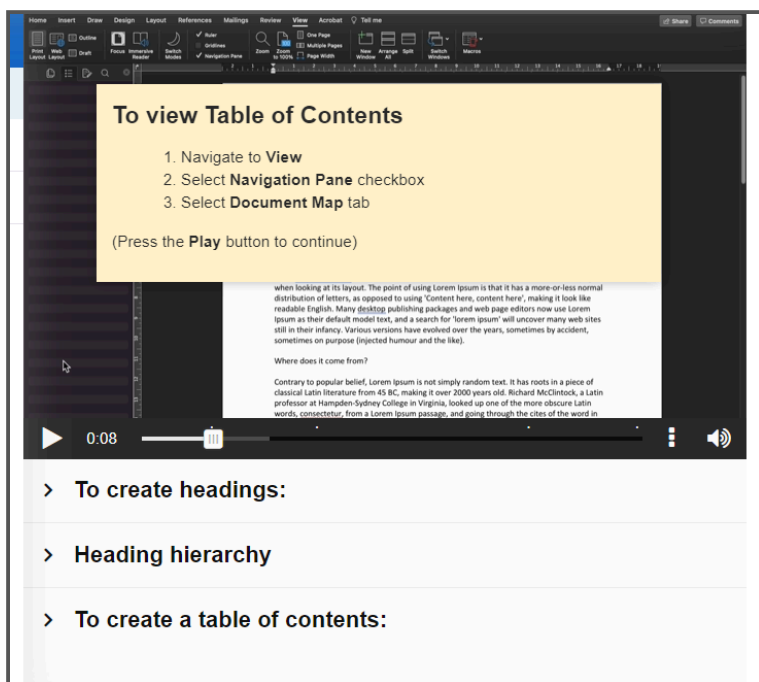 Home Insert Draw Design Layout References Mailings Review View Acrobat Tell me Share Comments
Print Layout Web Layout Outline Draft Focus Immersive Reader Switch Modes Ruler Gridlines Navigation Pane Zoom Zoom to 100% One Page Multiple Pages Page Width New Window Arrange All Split Switch Windows Macros
To view Table of Contents
1. Navigate to View
2. Select Navigation Pane checkbox
3. Select Document Map tab
(Press the Play button to continue)
when looking at its layout. The point of using Lorem Ipsum is that it has a more-or-less normal
distribution of letters, as opposed to using 'Content here, content here', making it look like
readable English. Many desktop publishing packages and web page editors now use Lorem
Ipsum as their default model text, and a search for 'lorem ipsum' will uncover many web sites
still in their infancy. Various versions have evolved over the years, sometimes by accident,
sometimes on purpose (injected humour and the like).
Where does it come from?
Contrary to popular belief, Lorem Ipsum is not simply random text. It has roots in a piece of
classical Latin literature from 45 BC, making it over 2000 years old. Richard McClintock, a Latin
professor at Hampden-Sydney College in Virginia, looked up one of the more obscure Latin
words, consectetur, from a Lorem Ipsum passage, and going through the cites of the word in
0:08
To create headings:
Heading hierarchy
To create a table of contents: